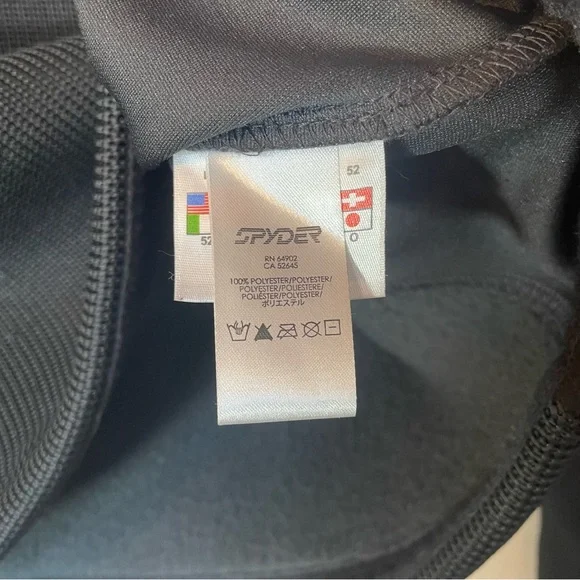 52
52
O
SPYDER
RN 64902
CA 52645
100% POLYESTER/POLYESTER/
POLYESTER/POLIESTERE/
POLIÉSTER/POLYESTER/
ポリエステル